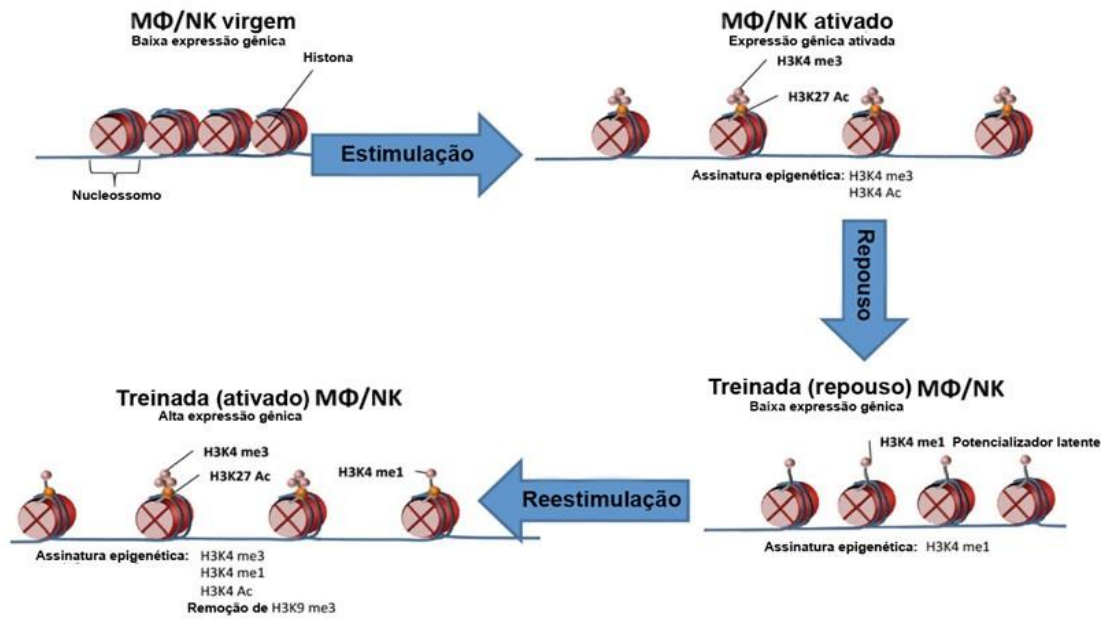 MΦ/NK virgem
Baixa expressão gênica
Histona
Nucleossomo
Estimulação
MΦ/NK ativado
Expressão gênica ativada
H3K4 me3
H3K27 Ac
Assinatura epigenética: H3K4 me3
H3K4 Ac
Repouso
Treinada (repouso) MΦ/NK
Baixa expressão gênica
H3K4 me1 Potencializador latente
Assinatura epigenética: H3K4 me1
Reestimulação
Treinada (ativado) MΦ/NK
Alta expressão gênica
H3K4 me3
H3K27 Ac
H3K4 me1
Assinatura epigenética: H3K4 me3
H3K4 me1
H3K4 Ac
Remoção de H3K9 me3